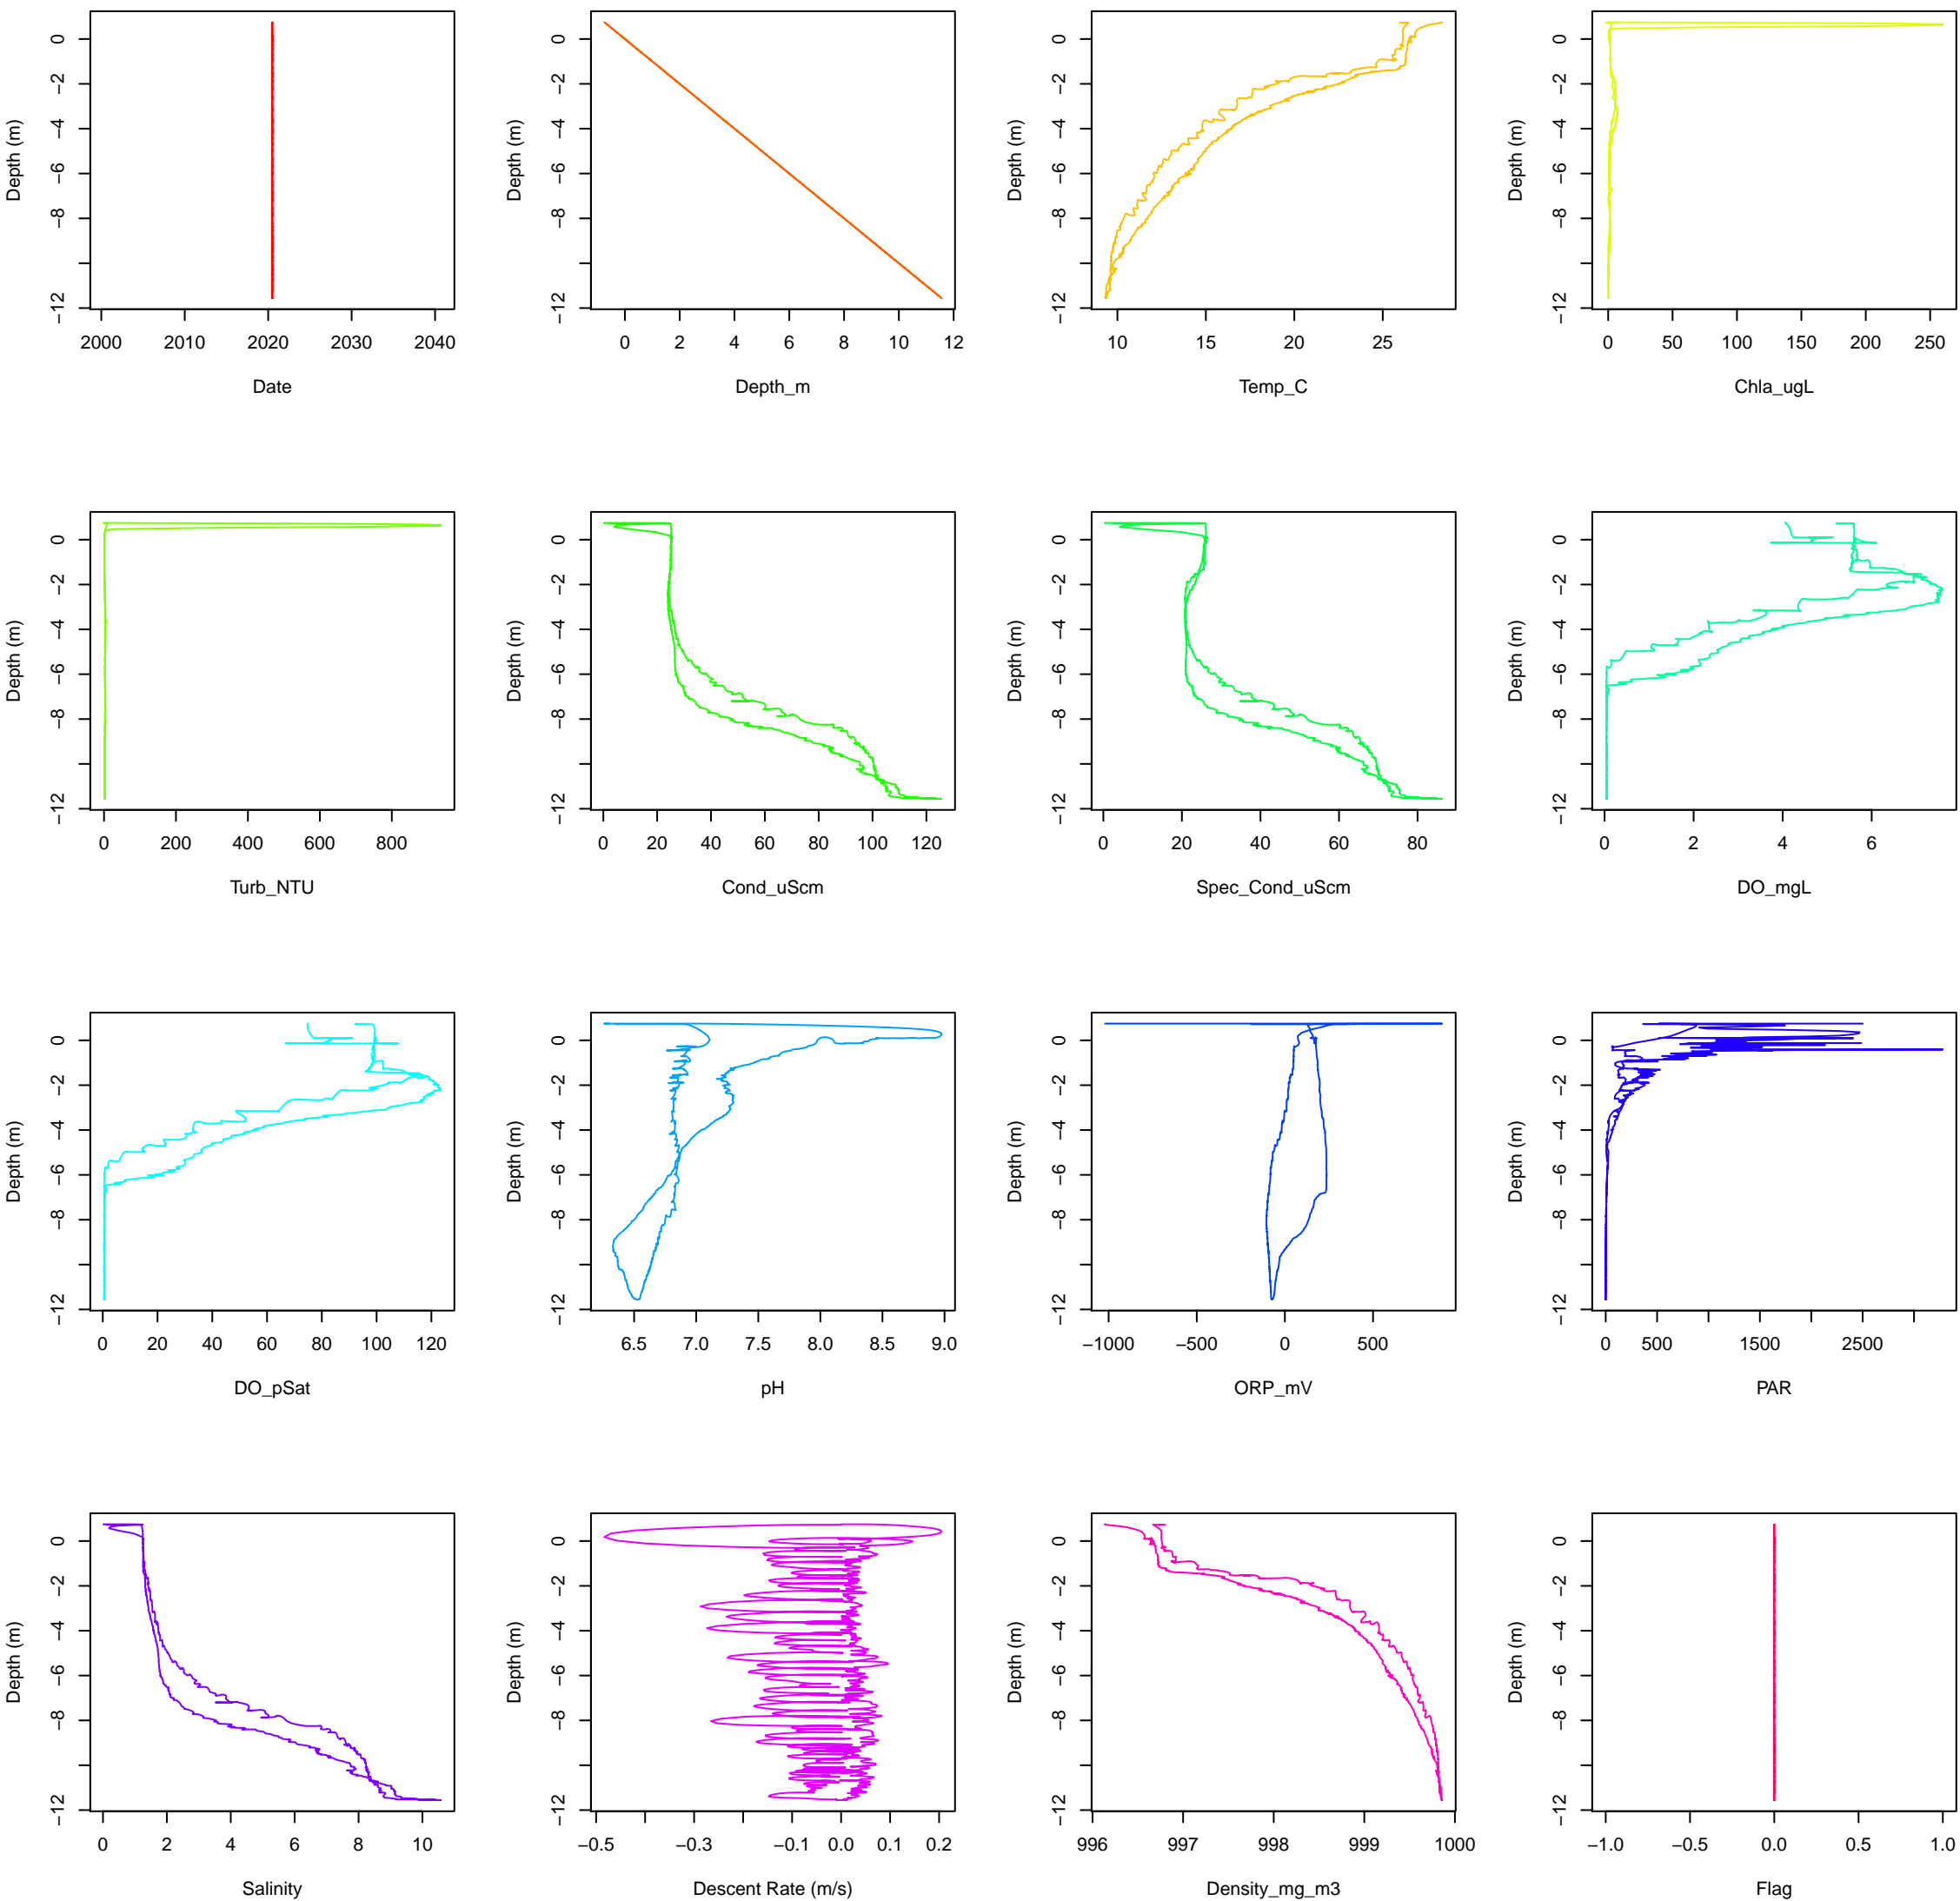 Depth (m)
0
−2
−4
−6
−8
−12
2000 2010 2020 2030 2040
Date
Depth (m)
0
−2
−4
−6
−8
−12
0 2 4 6 8 10 12
Depth_m
Depth (m)
0
−2
−4
−6
−8
−12
10 15 20 25
Temp_C
Depth (m)
0
−2
−4
−6
−8
−12
0 50 100 150 200 250
Chla_ugL
Depth (m)
0
−2
−4
−6
−8
−12
0 200 400 600 800
Turb_NTU
Depth (m)
0
−2
−4
−6
−8
−12
0 20 40 60 80 100 120
Cond_uScm
Depth (m)
0
−2
−4
−6
−8
−12
0 20 40 60 80
Spec_Cond_uScm
Depth (m)
0
−2
−4
−6
−8
−12
0 2 4 6
DO_mgL
Depth (m)
0
−2
−4
−6
−8
−12
0 20 40 60 80 100 120
DO_pSat
Depth (m)
0
−2
−4
−6
−8
−12
6.5 7.0 7.5 8.0 8.5 9.0
pH
Depth (m)
0
−2
−4
−6
−8
−12
−1000 −500 0 500
ORP_mV
Depth (m)
0
−2
−4
−6
−8
−12
0 500 1500 2500
PAR
Depth (m)
0
−2
−4
−6
−8
−12
0 2 4 6 8 10
Salinity
Depth (m)
0
−2
−4
−6
−8
−12
−0.5 −0.3 −0.1 0.0 0.1 0.2
Descent Rate (m/s)
Depth (m)
0
−2
−4
−6
−8
−12
996 997 998 999 1000
Density_mg_m3
Depth (m)
0
−2
−4
−6
−8
−12
−1.0 −0.5 0.0 0.5 1.0
Flag